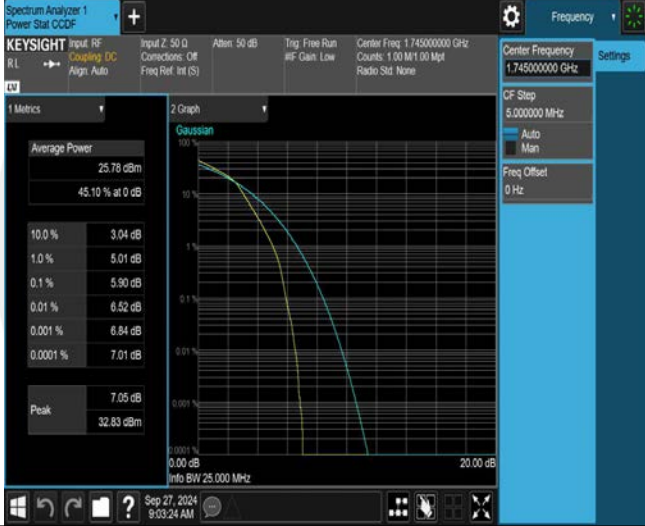 Spectrum Analyzer 1
Power Stat CCDF
+
Frequency
KEYSIGHT
RL
Input: RF
Coupling: DC
Align: Auto
Input Z: 50 Ω
Corrections: Off
Freq Ref: Int (S)
Atten: 50 dB
Trig: Free Run
#IF Gain: Low
Center Freq: 1.745000000 GHz
Counts: 1.00 M/1.00 Mpt
Radio Std: None
LW
1 Metrics
Average Power
25.78 dBm
45.10 % at 0 dB
10.0 % 3.04 dB
1.0 % 5.01 dB
0.1 % 5.90 dB
0.01 % 6.52 dB
0.001 % 6.84 dB
0.0001 % 7.01 dB
Peak
7.05 dB
32.83 dBm
2 Graph
Gaussian
100 %
10 %
1 %
0.1 %
0.01 %
0.001 %
0.0001 %
0.00 dB
20.00 dB
Info BW 25.000 MHz
Center Frequency
1.745000000 GHz
Settings
CF Step
5.000000 MHz
Auto
Man
Freq Offset
0 Hz
?
Sep 27, 2024
9:03:24 AM